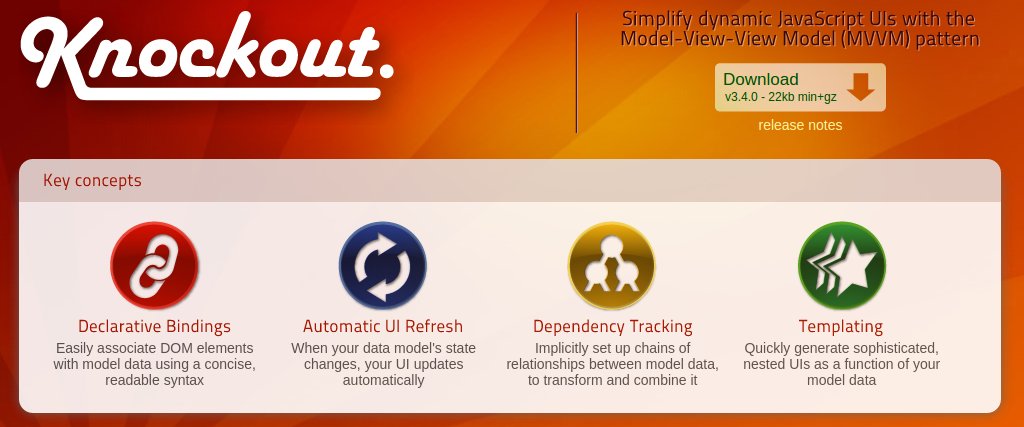 Knockout.
Simplify dynamic JavaScript UIs with the
Model-View-View Model (MVVM) pattern
Download
v3.4.0 - 22kb min+gz
release notes
Key concepts
Declarative Bindings
Easily associate DOM elements
with model data using a concise,
readable syntax
Automatic UI Refresh
When your data model's state
changes, your UI updates
automatically
Dependency Tracking
Implicitly set up chains of
relationships between model data,
to transform and combine it
Templating
Quickly generate sophisticated,
nested UIs as a function of your
model data